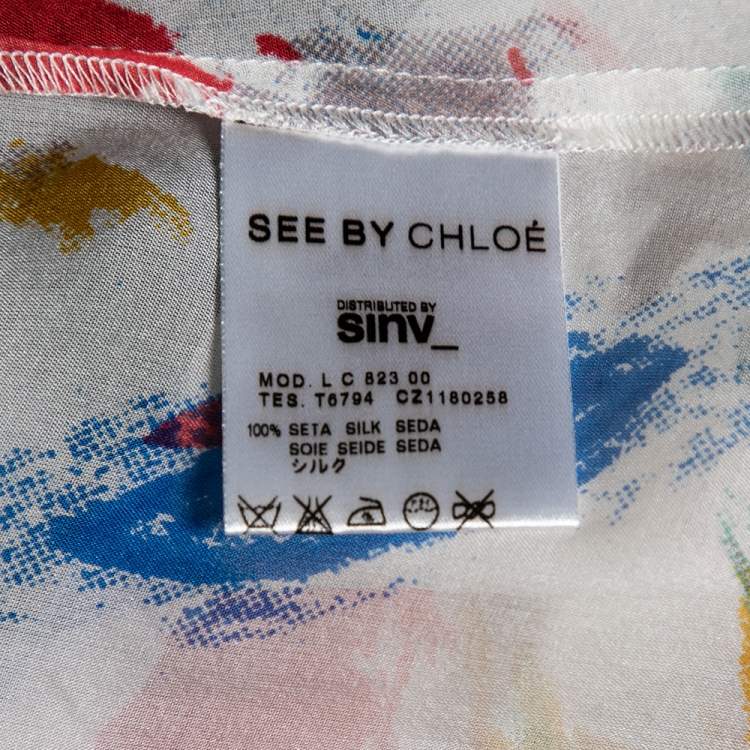 SEE BY CHLOÉ
DISTRIBUTED BY
sinv_
MOD. L C 823 00
TES. T6794 CZ1180258
100% SETA SILK SEDA
SOIE SEIDE SEDA
シルク